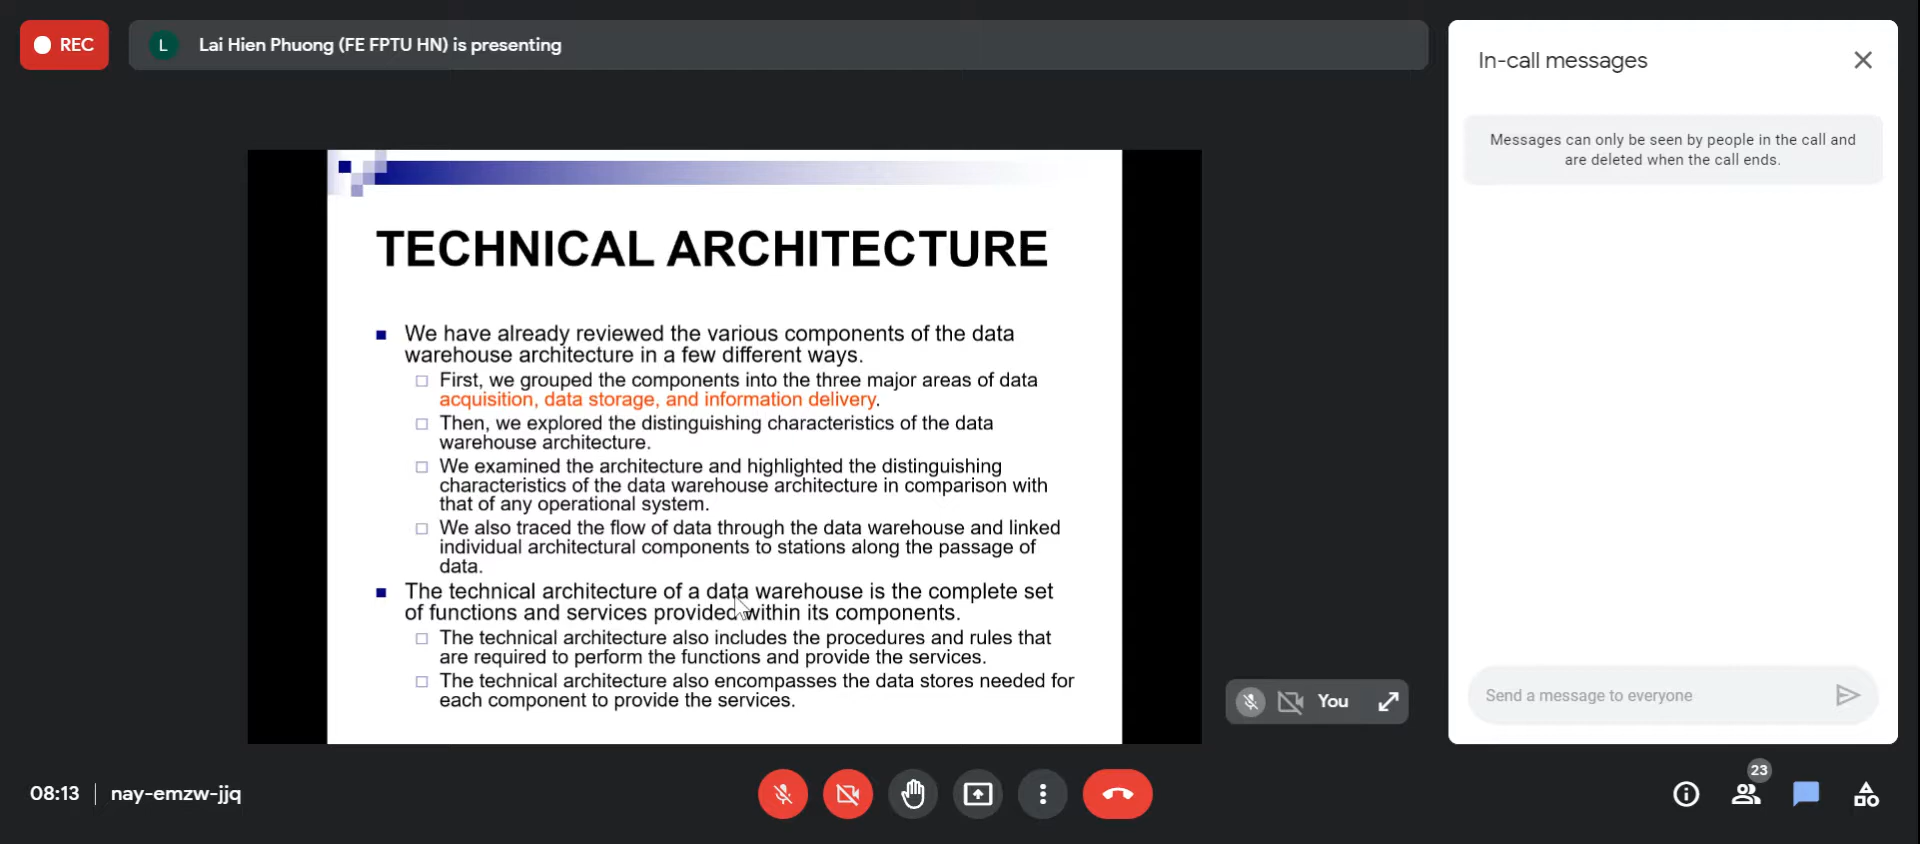 REC
L
Lai Hien Phuong (FE FPTU HN) is presenting
In-call messages
Messages can only be seen by people in the call and
are deleted when the call ends.
TECHNICAL ARCHITECTURE
We have already reviewed the various components of the data
warehouse architecture in a few different ways.
First, we grouped the components into the three major areas of data
acquisition, data storage, and information delivery.
Then, we explored the distinguishing characteristics of the data
warehouse architecture.
We examined the architecture and highlighted the distinguishing
characteristics of the data warehouse architecture in comparison with
that of any operational system.
We also traced the flow of data through the data warehouse and linked
individual architectural components to stations along the passage of
data.
The technical architecture of a data warehouse is the complete set
of functions and services provided within its components.
The technical architecture also includes the procedures and rules that
are required to perform the functions and provide the services.
The technical architecture also encompasses the data stores needed for
each component to provide the services.
You
Send a message to everyone
08:13
nay-emzw-jjq
23